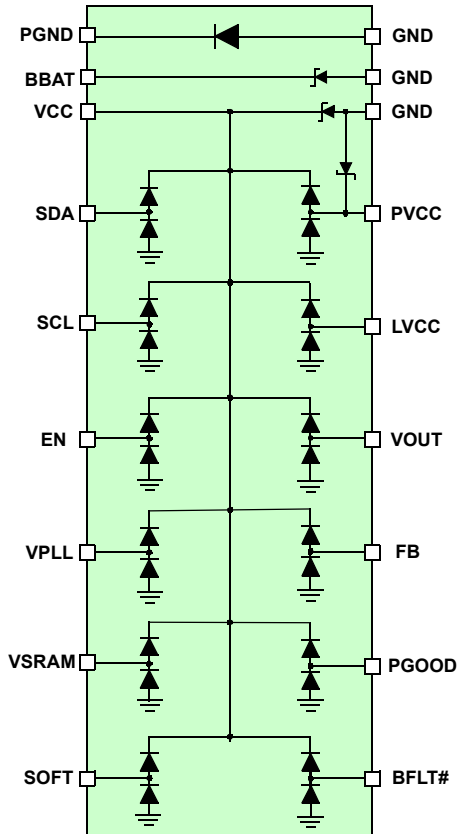 PGND
GND
BBAT
GND
VCC
GND
SDA
PVCC
SCL
LVCC
EN
VOUT
VPLL
FB
VSRAM
PGOOD
SOFT
BFLT#